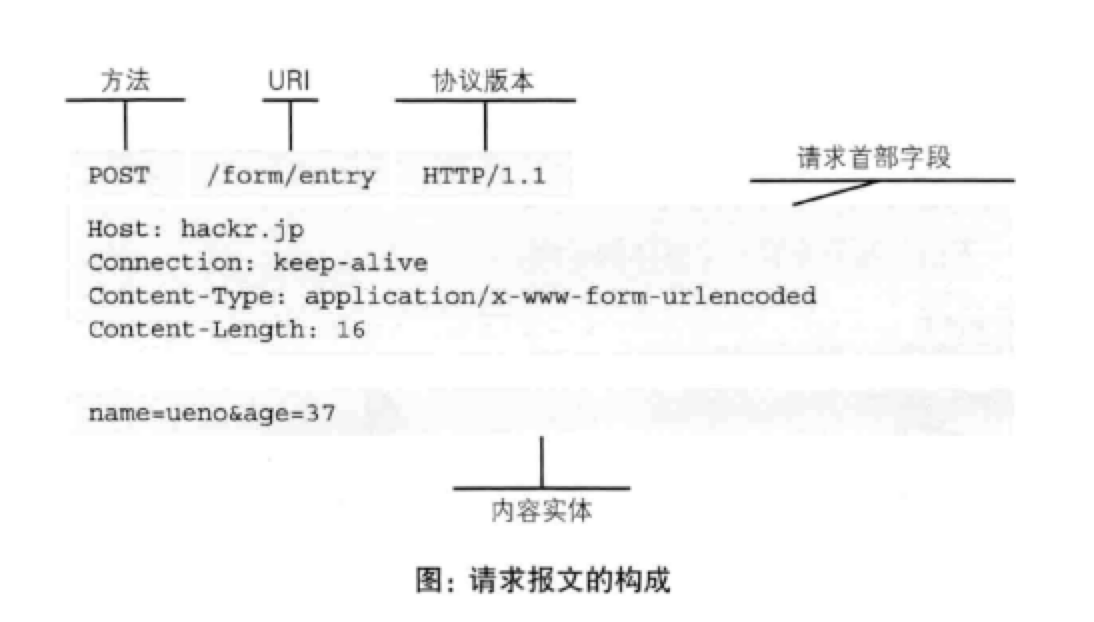 方法 URI 协议版本
请求首部字段
POST /form/entry HTTP/1.1
Host: hackr.jp
Connection: keep-alive
Content-Type: application/x-www-form-urlencoded
Content-Length: 16
name=ueno&age=37
内容实体
图：请求报文的构成